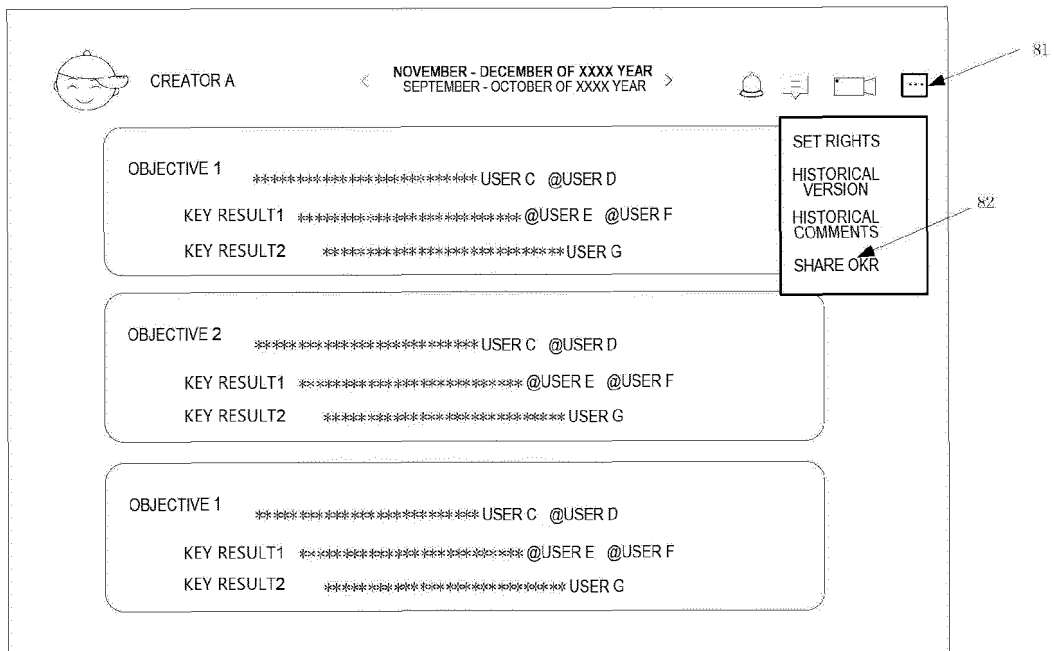 81
CREATOR A
< NOVEMBER - DECEMBER OF XXXX YEAR >
SEPTEMBER - OCTOBER OF XXXX YEAR
...
SET RIGHTS
HISTORICAL
VERSION
HISTORICAL
COMMENTS
SHARE OKR
82
OBJECTIVE 1
************************** USER C @USER D
KEY RESULT1 ************************** @USER E @USER F
KEY RESULT2 **************************** USER G
OBJECTIVE 2
************************** USER C @USER D
KEY RESULT1 ************************** @USER E @USER F
KEY RESULT2 **************************** USER G
OBJECTIVE 1
************************** USER C @USER D
KEY RESULT1 ************************** @USER E @USER F
KEY RESULT2 **************************** USER G